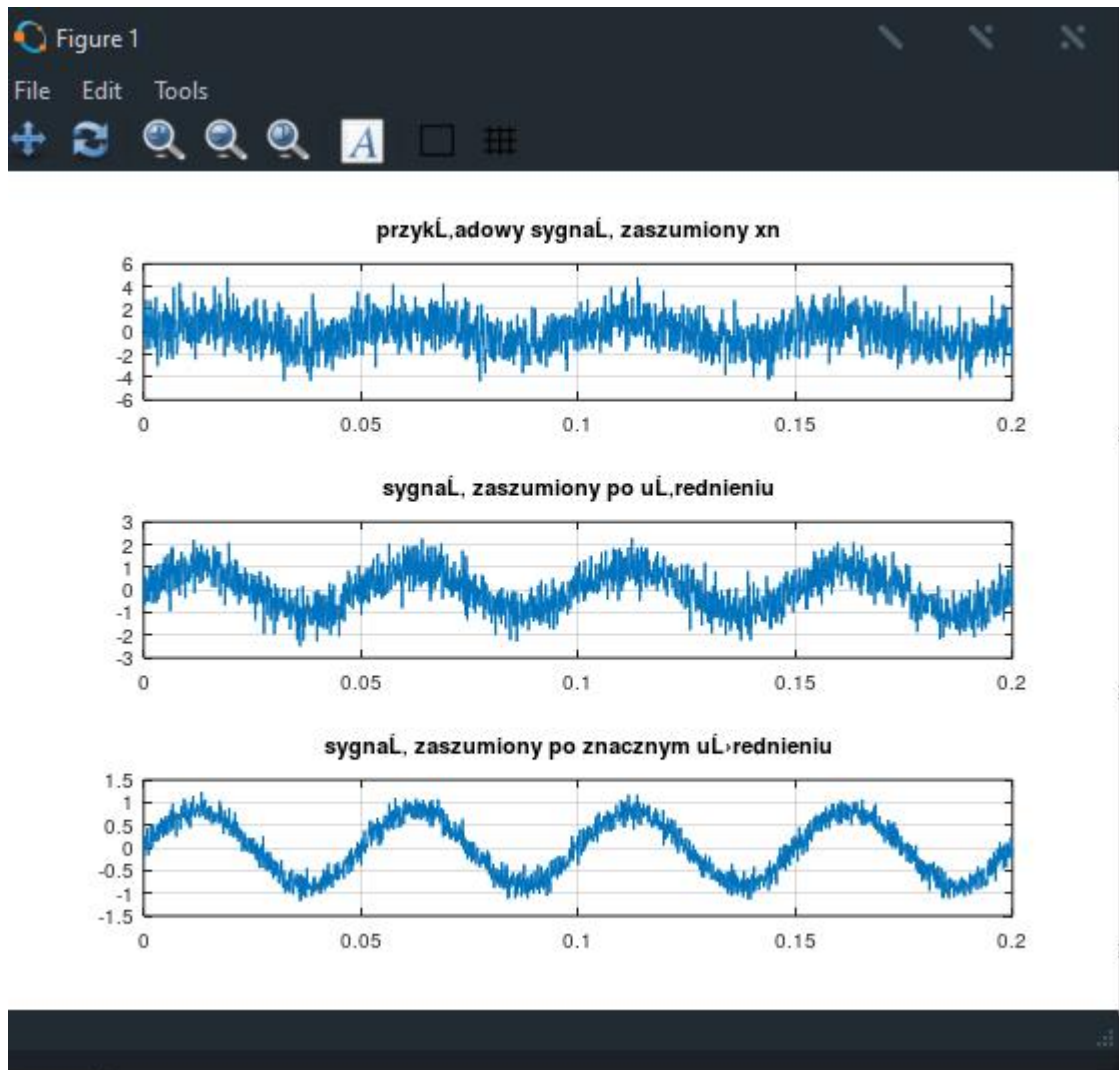 Figure 1
File Edit Tools
A
przykĹ‚adowy sygnaĹ‚ zaszumiony xn
6
4
2
0
-2
-4
-6
0 0.05 0.1 0.15 0.2
sygnaĹ‚ zaszumiony po uĹ‚rednieniu
3
2
1
0
-1
-2
-3
0 0.05 0.1 0.15 0.2
sygnaĹ‚ zaszumiony po znacznym uĹ›rednieniu
1.5
1
0.5
0
-0.5
-1
-1.5
0 0.05 0.1 0.15 0.2